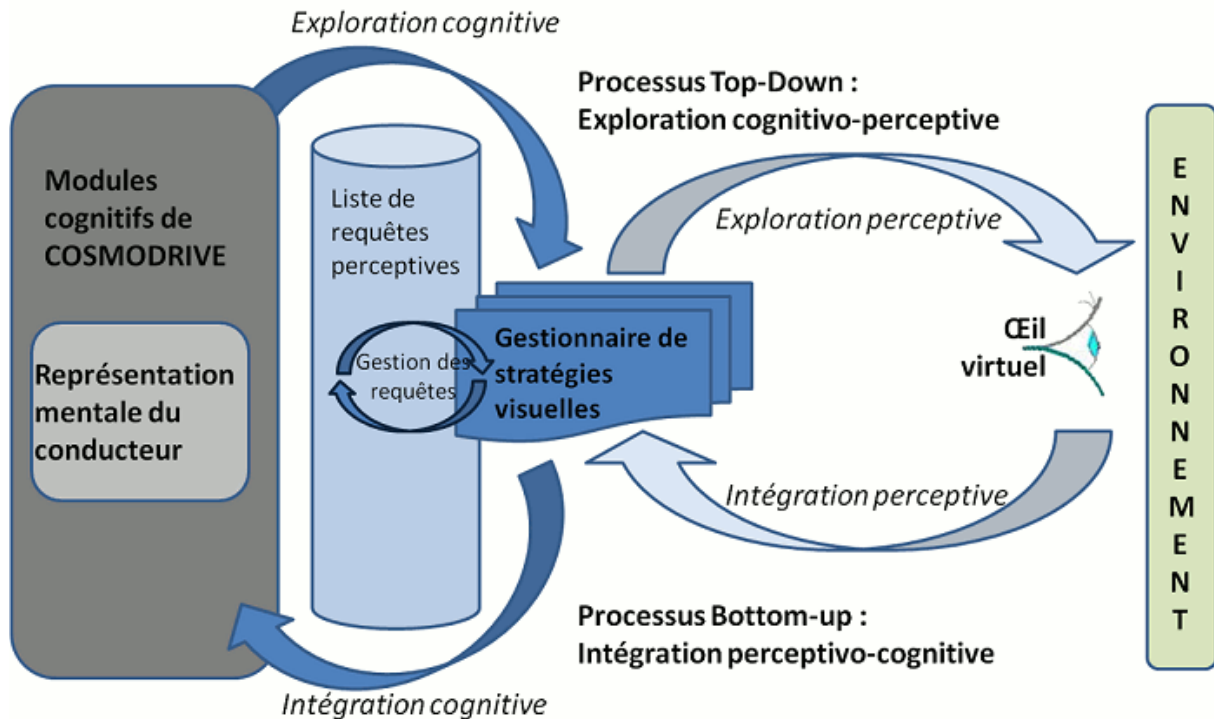 Exploration cognitive
Processus Top-Down :
Exploration cognitivo-perceptive
Modules
cognitifs de
COSMODRIVE
Liste de
requêtes
perceptives
Exploration perceptive
Gestionnaire de
stratégies
visuelles
Gestion des
requêtes
Œil
virtuel
Représentation
mentale du
conducteur
Intégration perceptive
Processus Bottom-up :
Intégration perceptivo-cognitive
Intégration cognitive
ENVIRONNEMENT